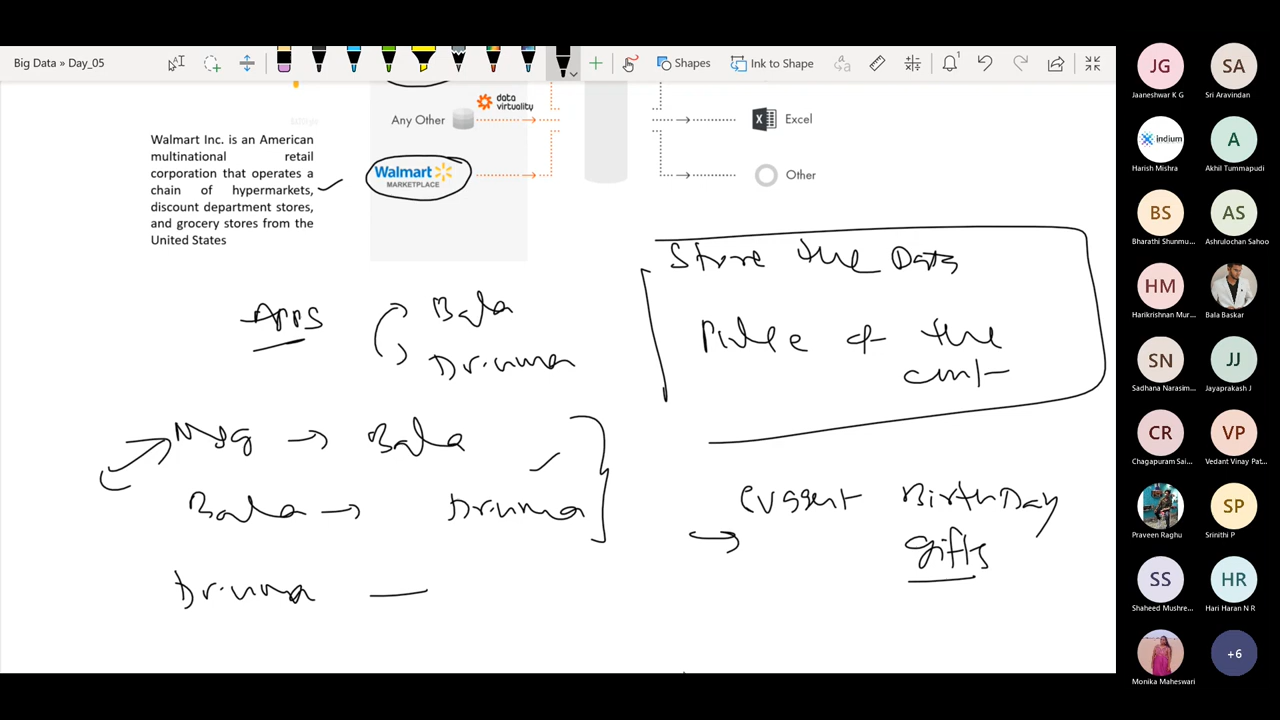 Big Data » Day_05
Shapes
Ink to Shape
1
data
virtuality
Any Other
Excel
Walmart
MARKETPLACE
Other
Walmart Inc. is an American
multinational retail
corporation that operates a
chain of hypermarkets,
discount department stores,
and grocery stores from the
United States
Store the Data
of the
Apps
Bala
Msg → Bala
Bala →
BirthDay
gifts
JG
Jaaneshwar K G
SA
Sri Aravindan
indium
Harish Mishra
A
Akhil Tummapudi
BS
Bharathi Shunmu...
AS
Ashrulochan Sahoo
HM
Harikrishnan Mur...
Bala Baskar
SN
Sadhana Narasim...
JJ
Jayaprakash J
CR
Chagapuram Sai...
VP
Vedant Vinay Pat...
Praveen Raghu
SP
Srinithi P
SS
Shaheed Mushre...
HR
Hari Haran N R
Monika Maheswari
+6